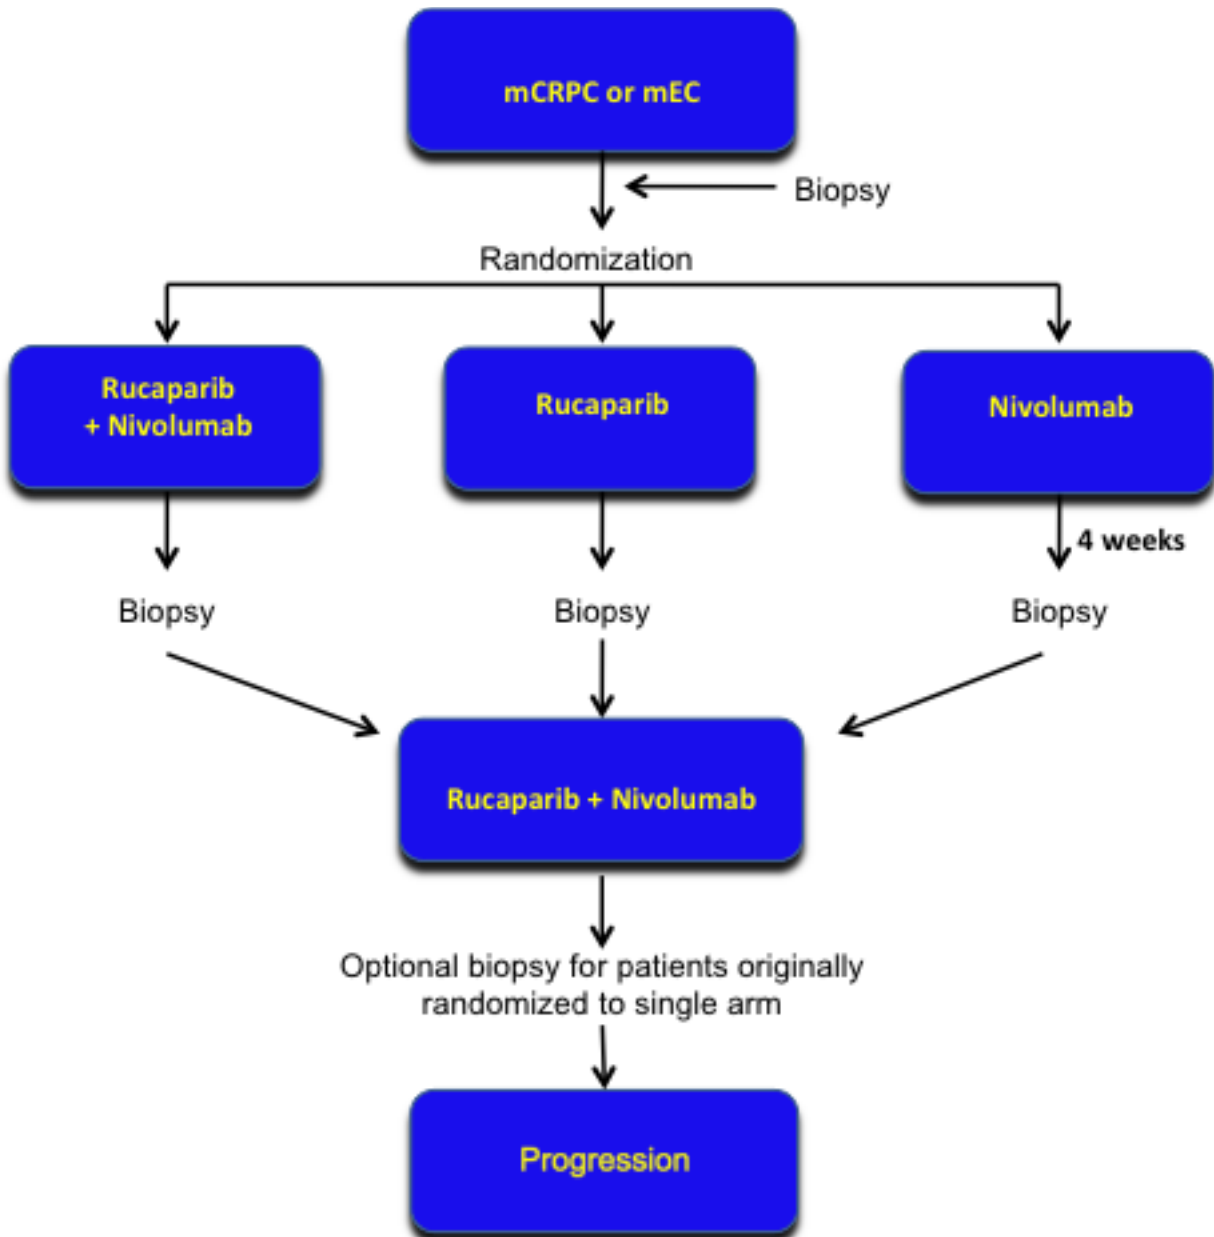 mCRPC or mEC
Biopsy
Randomization
Rucaparib
+ Nivolumab
Rucaparib
Nivolumab
4 weeks
Biopsy
Biopsy
Biopsy
Rucaparib + Nivolumab
Optional biopsy for patients originally
randomized to single arm
Progression